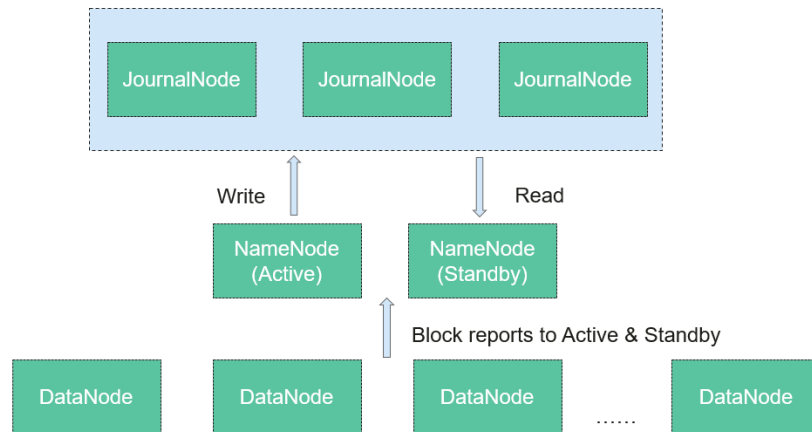 JournalNode
JournalNode
JournalNode
Write
Read
NameNode
(Active)
NameNode
(Standby)
Block reports to Active & Standby
DataNode
DataNode
DataNode
......
DataNode